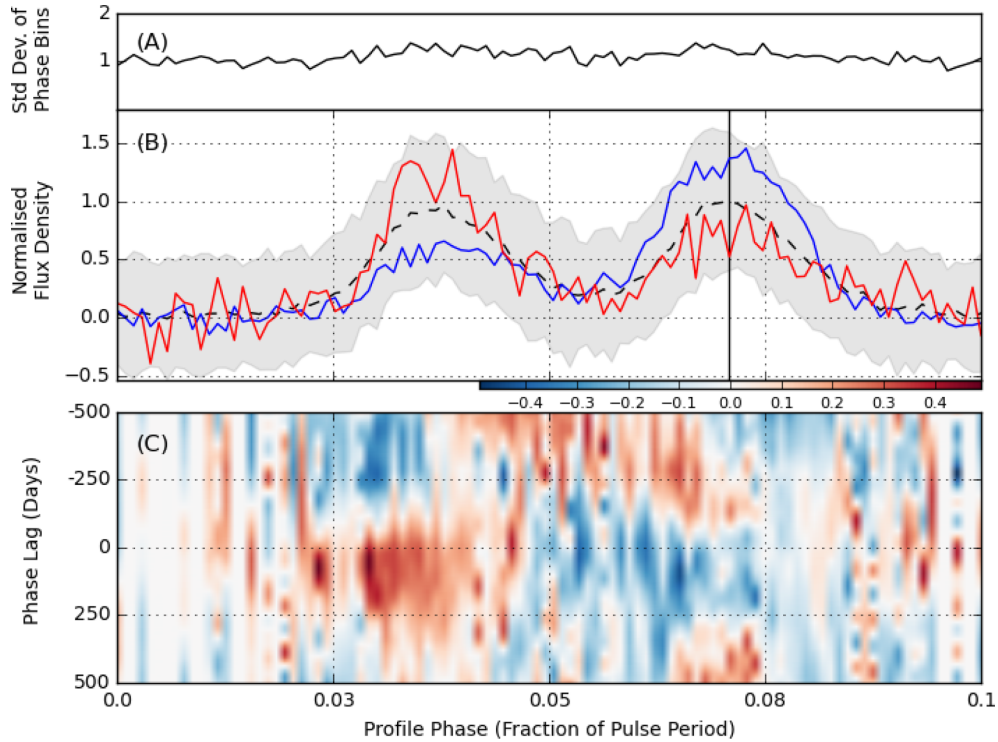 2
(A)
1
Std Dev. of
Phase Bins
(B)
1.5
1.0
0.5
0.0
−0.5
Normalised
Flux Density
−0.4 −0.3 −0.2 −0.1 0.0 0.1 0.2 0.3 0.4
-500
(C)
-250
0
250
500
Phase Lag (Days)
0.0 0.03 0.05 0.08 0.1
Profile Phase (Fraction of Pulse Period)